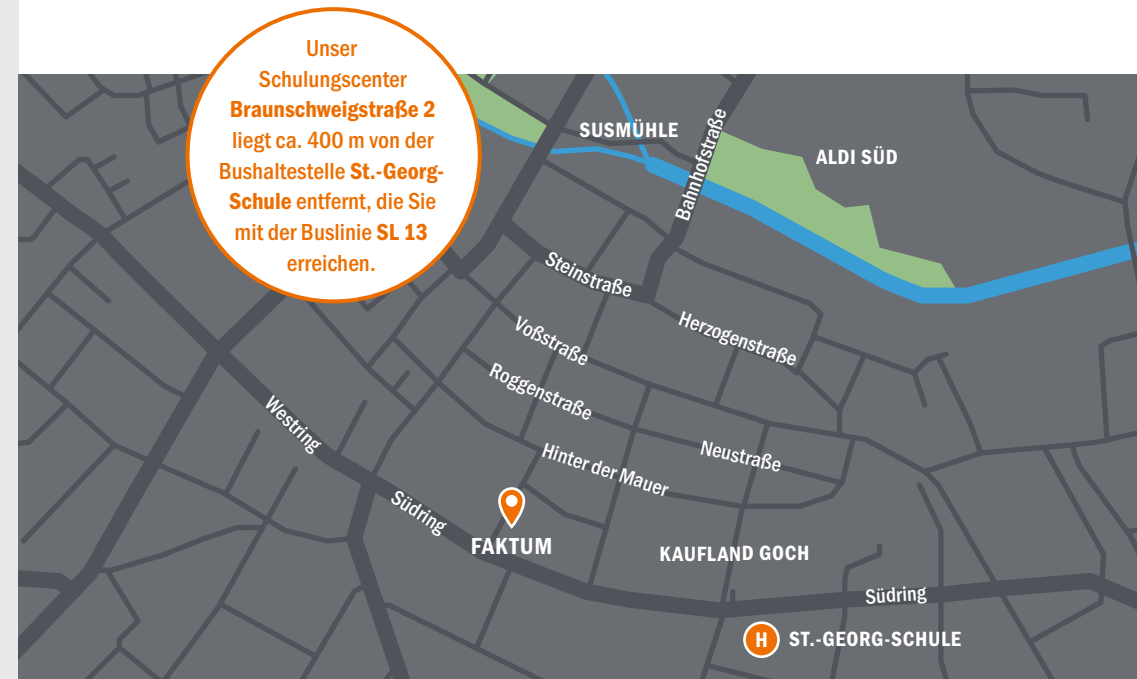 Unser
Schulungscenter
Braunschweigstraße 2
liegt ca. 400 m von der
Bushaltestelle St.-Georg-
Schule entfernt, die Sie
mit der Buslinie SL 13
erreichen.
SUSMÜHLE
Bahnhofstraße
ALDI SÜD
Steinstraße
Herzogenstraße
Voßstraße
Roggenstraße
Westring
Neustraße
Hinter der Mauer
Südring
FAKTUM
KAUFLAND GOCH
Südring
H ST.-GEORG-SCHULE